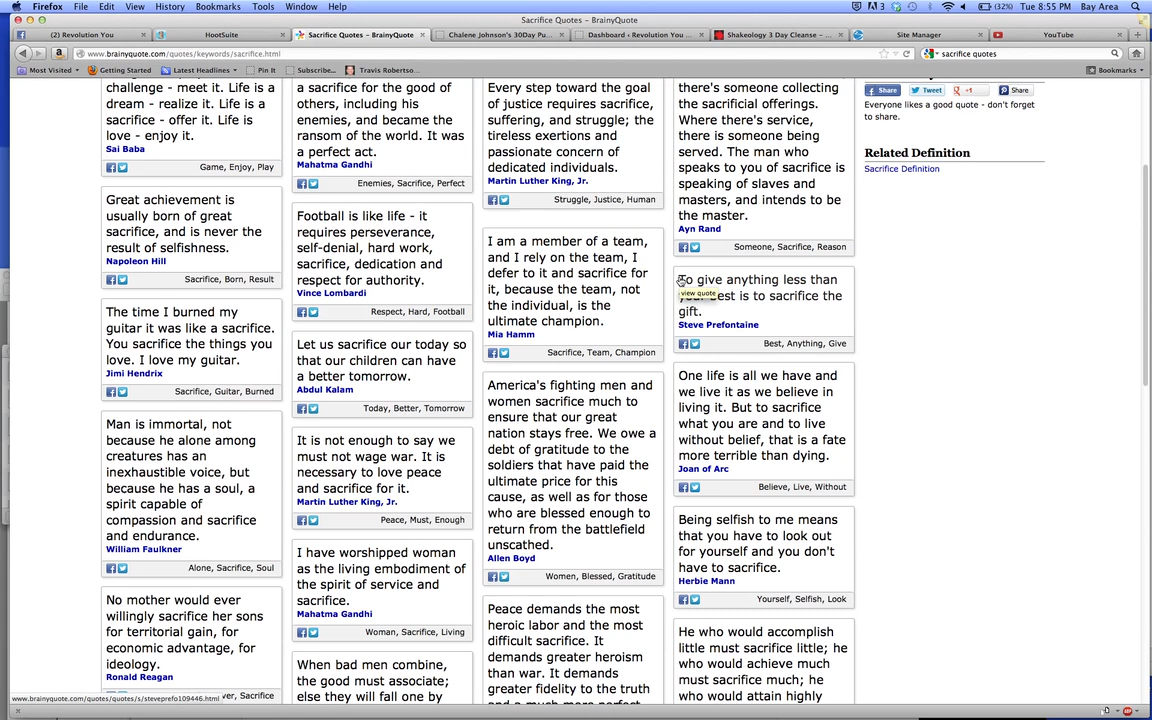 Firefox File Edit View History Bookmarks Tools Window Help
3 (32%) Tue 8:55 PM Bay Area
Sacrifice Quotes - BrainyQuote
(2) Revolution You
HootSuite
Sacrifice Quotes - BrainyQuote
Chalene Johnson's 30Day Pu...
Dashboard ‹ Revolution You ...
Shakeology 3 Day Cleanse - ...
Site Manager
YouTube
www.brainyquote.com/quotes/keywords/sacrifice.html
sacrifice quotes
Most Visited
Getting Started
Latest Headlines
Pin It
Subscribe...
Travis Robertso...
Bookmarks
challenge - meet it. Life is a
dream - realize it. Life is a
sacrifice - offer it. Life is
love - enjoy it.
Sai Baba
Game, Enjoy, Play
Great achievement is
usually born of great
sacrifice, and is never the
result of selfishness.
Napoleon Hill
Sacrifice, Born, Result
The time I burned my
guitar it was like a sacrifice.
You sacrifice the things you
love. I love my guitar.
Jimi Hendrix
Sacrifice, Guitar, Burned
Man is immortal, not
because he alone among
creatures has an
inexhaustible voice, but
because he has a soul, a
spirit capable of
compassion and sacrifice
and endurance.
William Faulkner
Alone, Sacrifice, Soul
No mother would ever
willingly sacrifice her sons
for territorial gain, for
economic advantage, for
ideology.
Ronald Reagan
Sacrifice
www.brainyquote.com/quotes/quotes/s/steveprefo109446.html
a sacrifice for the good of
others, including his
enemies, and became the
ransom of the world. It was
a perfect act.
Mahatma Gandhi
Enemies, Sacrifice, Perfect
Football is like life - it
requires perseverance,
self-denial, hard work,
sacrifice, dedication and
respect for authority.
Vince Lombardi
Respect, Hard, Football
Let us sacrifice our today so
that our children can have
a better tomorrow.
Abdul Kalam
Today, Better, Tomorrow
It is not enough to say we
must not wage war. It is
necessary to love peace
and sacrifice for it.
Martin Luther King, Jr.
Peace, Must, Enough
I have worshipped woman
as the living embodiment of
the spirit of service and
sacrifice.
Mahatma Gandhi
Woman, Sacrifice, Living
When bad men combine,
the good must associate;
else they will fall one by
Every step toward the goal
of justice requires sacrifice,
suffering, and struggle; the
tireless exertions and
passionate concern of
dedicated individuals.
Martin Luther King, Jr.
Struggle, Justice, Human
I am a member of a team,
and I rely on the team, I
defer to it and sacrifice for
it, because the team, not
the individual, is the
ultimate champion.
Mia Hamm
Sacrifice, Team, Champion
America's fighting men and
women sacrifice much to
ensure that our great
nation stays free. We owe a
debt of gratitude to the
soldiers that have paid the
ultimate price for this
cause, as well as for those
who are blessed enough to
return from the battlefield
unscathed.
Allen Boyd
Women, Blessed, Gratitude
Peace demands the most
heroic labor and the most
difficult sacrifice. It
demands greater heroism
than war. It demands
greater fidelity to the truth
there's someone collecting
the sacrificial offerings.
Where there's service,
there is someone being
served. The man who
speaks to you of sacrifice is
speaking of slaves and
masters, and intends to be
the master.
Ayn Rand
Someone, Sacrifice, Reason
To give anything less than
your best is to sacrifice the
gift.
view quote
Steve Prefontaine
Best, Anything, Give
One life is all we have and
we live it as we believe in
living it. But to sacrifice
what you are and to live
without belief, that is a fate
more terrible than dying.
Joan of Arc
Believe, Live, Without
Being selfish to me means
that you have to look out
for yourself and you don't
have to sacrifice.
Herbie Mann
Yourself, Selfish, Look
He who would accomplish
little must sacrifice little; he
who would achieve much
must sacrifice much; he
who would attain highly
Share Tweet +1 Share
Everyone likes a good quote - don't forget
to share.
Related Definition
Sacrifice Definition